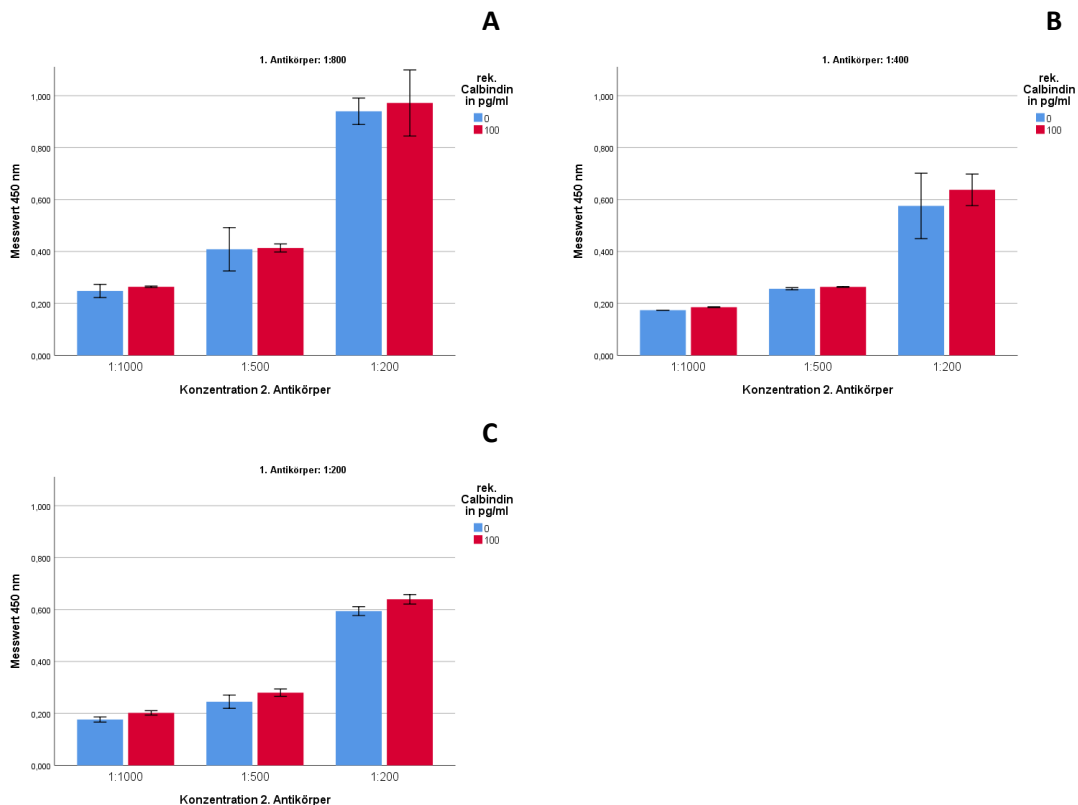 A
1. Antikörper: 1:800
rek.
Calbindin
in pg/ml
0
100
Messwert 450 nm
1,000
0,800
0,600
0,400
0,200
0,000
1:1000
1:500
1:200
Konzentration 2. Antikörper
B
1. Antikörper: 1:400
rek.
Calbindin
in pg/ml
0
100
Messwert 450 nm
1,000
0,800
0,600
0,400
0,200
0,000
1:1000
1:500
1:200
Konzentration 2. Antikörper
C
1. Antikörper: 1:200
rek.
Calbindin
in pg/ml
0
100
Messwert 450 nm
1,000
0,800
0,600
0,400
0,200
0,000
1:1000
1:500
1:200
Konzentration 2. Antikörper